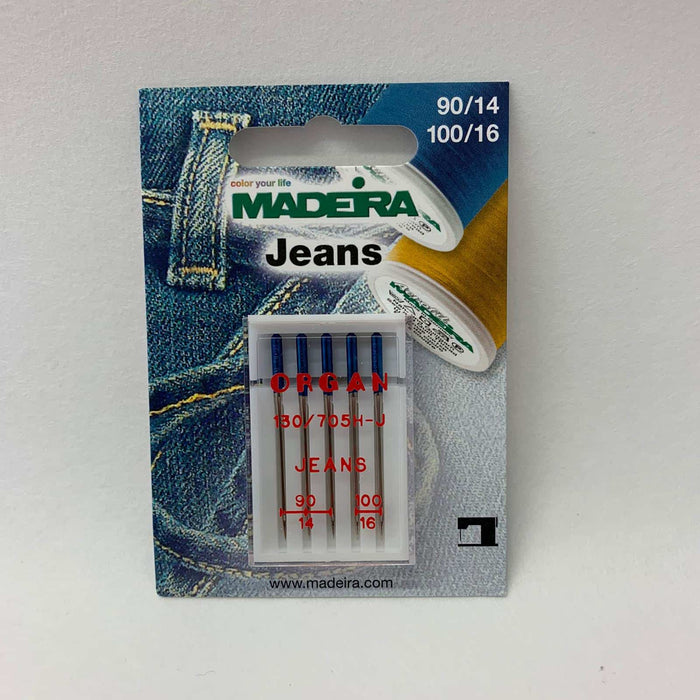 90/14
100/16
color your life
MADEIRA
Jeans
ORGAN
130/705H-J
JEANS
90
14
100
16
www.madeira.com